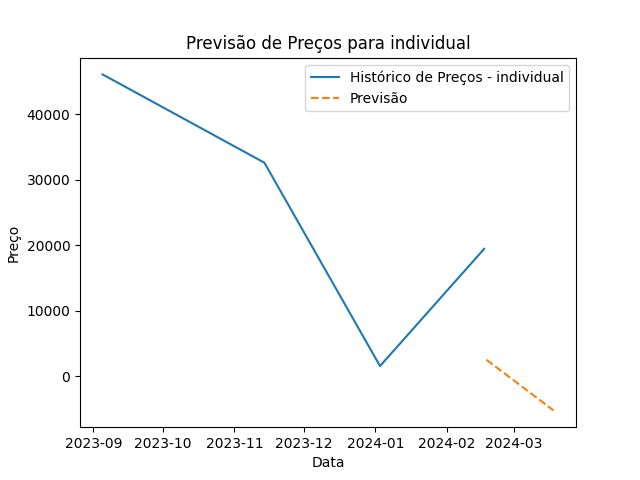 Previsão de Preços para individual
Histórico de Preços - individual
Previsão
Preço
40000
30000
20000
10000
0
2023-09 2023-10 2023-11 2023-12 2024-01 2024-02 2024-03
Data